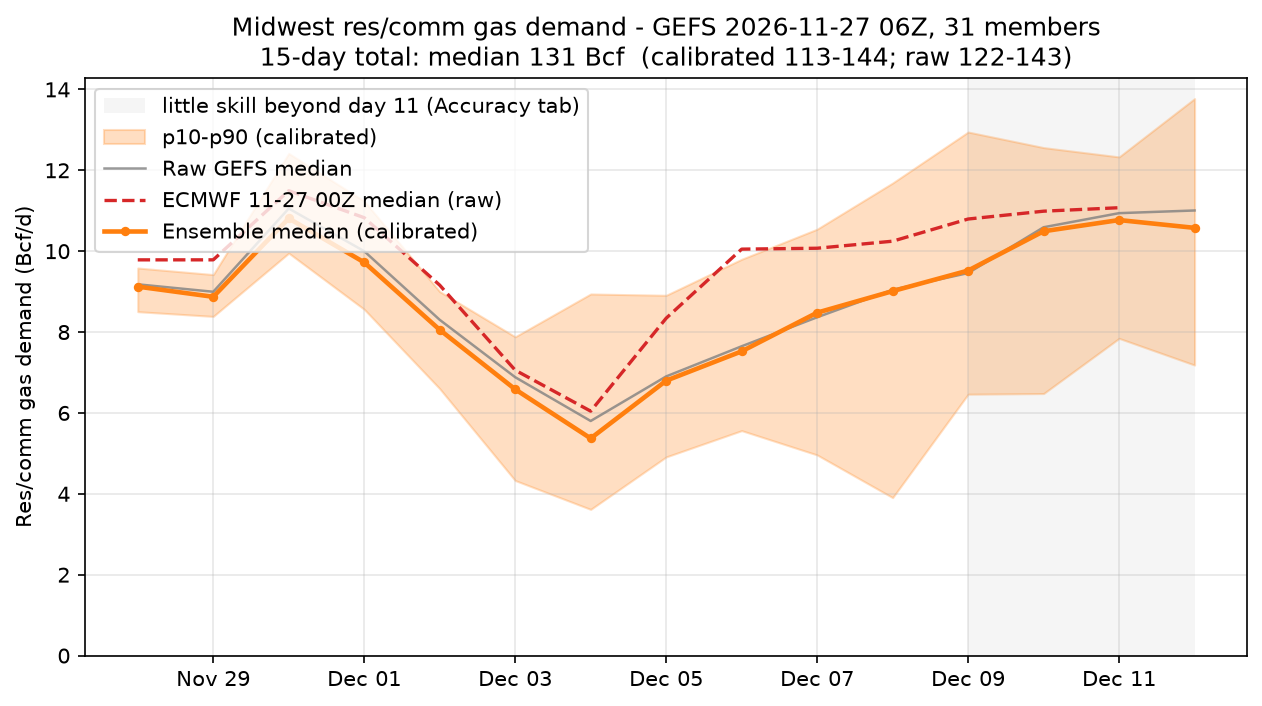 Midwest res/comm gas demand - GEFS 2026-11-27 06Z, 31 members
15-day total: median 131 Bcf  (calibrated 113-144; raw 122-143)
little skill beyond day 11 (Accuracy tab)
p10-p90 (calibrated)
Raw GEFS median
ECMWF 11-27 00Z median (raw)
Ensemble median (calibrated)
Res/comm gas demand (Bcf/d)
14
12
10
8
6
4
2
0
Nov 29
Dec 01
Dec 03
Dec 05
Dec 07
Dec 09
Dec 11